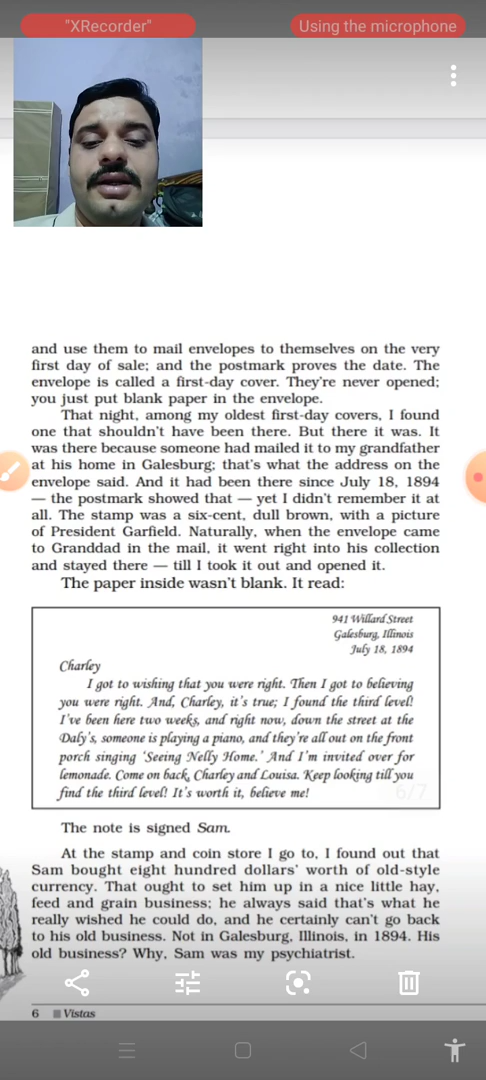 "XRecorder"
Using the microphone
and use them to mail envelopes to themselves on the very
first day of sale; and the postmark proves the date. The
envelope is called a first-day cover. They're never opened;
you just put blank paper in the envelope.
That night, among my oldest first-day covers, I found
one that shouldn't have been there. But there it was. It
was there because someone had mailed it to my grandfather
at his home in Galesburg; that's what the address on the
envelope said. And it had been there since July 18, 1894
— the postmark showed that — yet I didn't remember it at
all. The stamp was a six-cent, dull brown, with a picture
of President Garfield. Naturally, when the envelope came
to Granddad in the mail, it went right into his collection
and stayed there — till I took it out and opened it.
The paper inside wasn't blank. It read:
941 Willard Street
Galesburg, Illinois
July 18, 1894
Charley
I got to wishing that you were right. Then I got to believing
you were right. And, Charley, it's true; I found the third level!
I've been here two weeks, and right now, down the street at the
Daly's, someone is playing a piano, and they're all out on the front
porch singing 'Seeing Nelly Home.' And I'm invited over for
lemonade. Come on back, Charley and Louisa. Keep looking till you
find the third level! It's worth it, believe me!
6/7
The note is signed Sam.
At the stamp and coin store I go to, I found out that
Sam bought eight hundred dollars' worth of old-style
currency. That ought to set him up in a nice little hay,
feed and grain business; he always said that's what he
really wished he could do, and he certainly can't go back
to his old business. Not in Galesburg, Illinois, in 1894. His
old business? Why, Sam was my psychiatrist.
6 Vistas